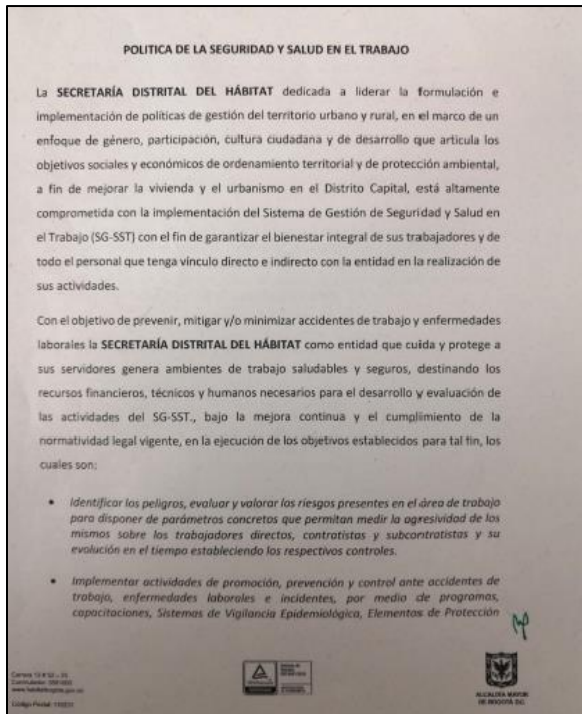 POLITICA DE LA SEGURIDAD Y SALUD EN EL TRABAJO
La SECRETARÍA DISTRITAL DEL HÁBITAT dedicada a liderar la formulación e
implementación de políticas de gestión del territorio urbano y rural, en el marco de un
enfoque de género, participación, cultura ciudadana y de desarrollo que articula los
objetivos sociales y económicos de ordenamiento territorial y de protección ambiental,
a fin de mejorar la vivienda y el urbanismo en el Distrito Capital, está altamente
comprometida con la implementación del Sistema de Gestión de Seguridad y Salud en
el Trabajo (SG-SST) con el fin de garantizar el bienestar integral de sus trabajadores y de
todo el personal que tenga vínculo directo e indirecto con la entidad en la realización de
sus actividades.
Con el objetivo de prevenir, mitigar y/o minimizar accidentes de trabajo y enfermedades
laborales la SECRETARÍA DISTRITAL DEL HÁBITAT como entidad que cuida y protege a
sus servidores genera ambientes de trabajo saludables y seguros, destinando los
recursos financieros, técnicos y humanos necesarios para el desarrollo y evaluación de
las actividades del SG-SST., bajo la mejora continua y el cumplimiento de la
normatividad legal vigente, en la ejecución de los objetivos establecidos para tal fin, los
cuales son:
• Identificar los peligros, evaluar y valorar los riesgos presentes en el área de trabajo
para disponer de parámetros concretos que permitan medir la agresividad de los
mismos sobre los trabajadores directos, contratistas y subcontratistas y su
evolución en el tiempo estableciendo los respectivos controles.
• Implementar actividades de promoción, prevención y control ante accidentes de
trabajo, enfermedades laborales e incidentes, por medio de programas,
capacitaciones, Sistemas de Vigilancia Epidemiológica, Elementos de Protección
www.habitatbogota.gov.co
Código Postal:
ALCALDÍA MAYOR
DE BOGOTÁ D.C.